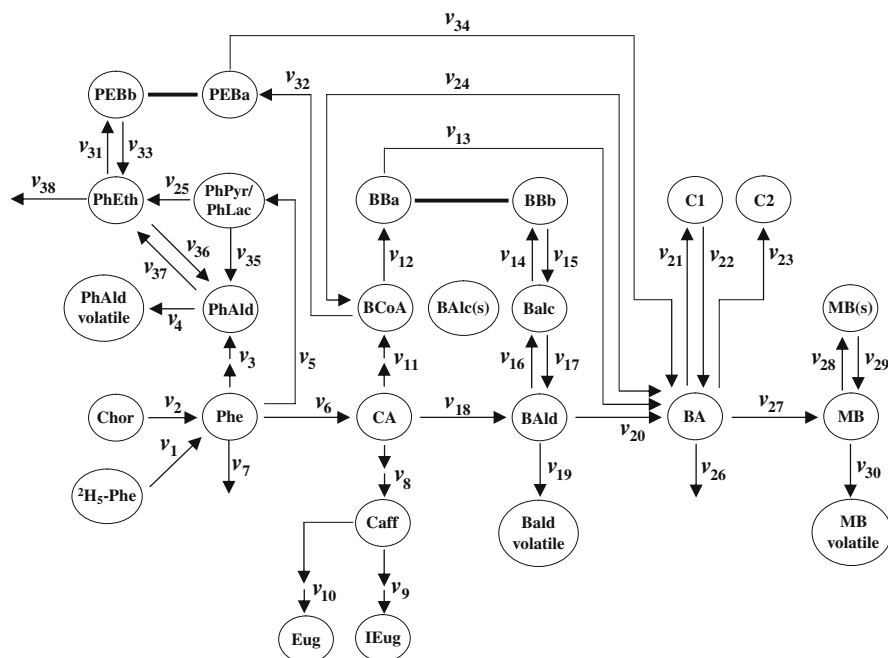 v34
PEBb
PEBa
v32
v24
v31
v33
v13
v38
PhEth
v25
PhPyr/
PhLac
BBa
BBb
C1
C2
v36
v37
v35
v12
v14
v15
v21
v22
v23
PhAld
volatile
v4
PhAld
BCoA
BAlc(s)
Balc
MB(s)
v3
v5
v11
v16
v17
v28
v29
Chor
v2
Phe
v6
CA
v18
BAld
v20
BA
v27
MB
v1
v7
v8
v19
v26
v30
²H5-Phe
Caff
Bald
volatile
MB
volatile
v10
v9
Eug
IEug